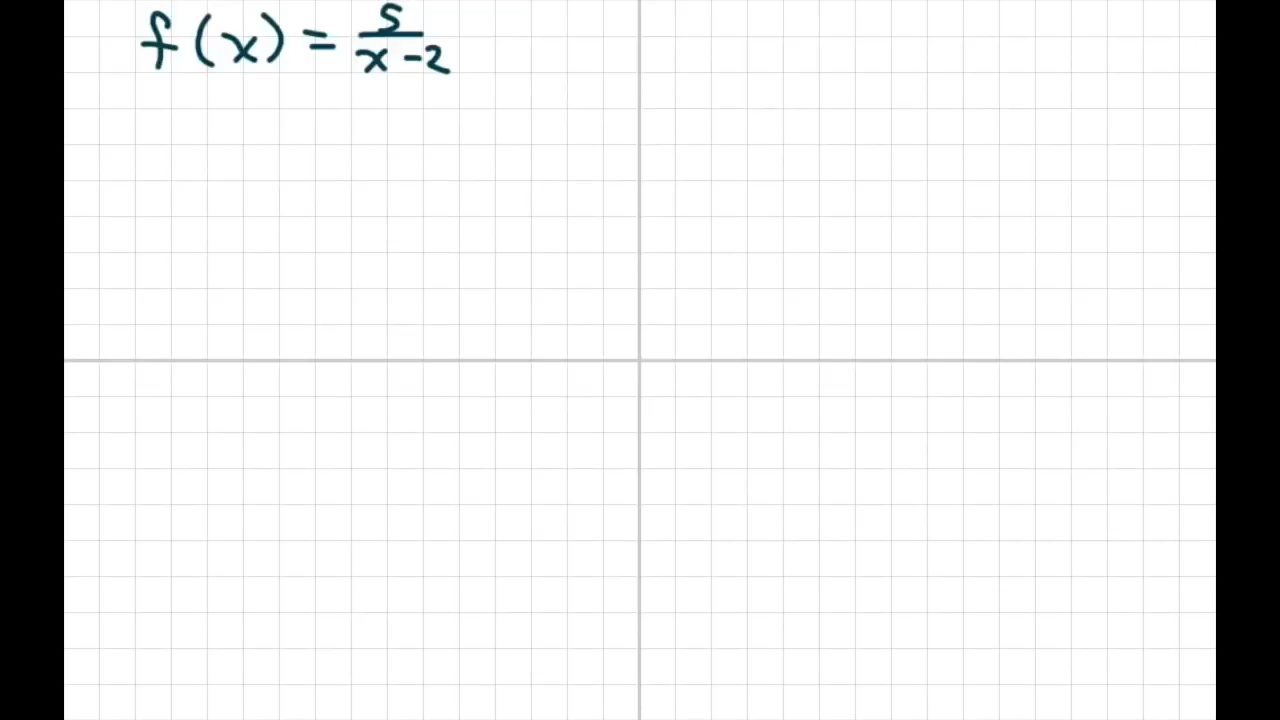 f(x) = 5/(x-2)